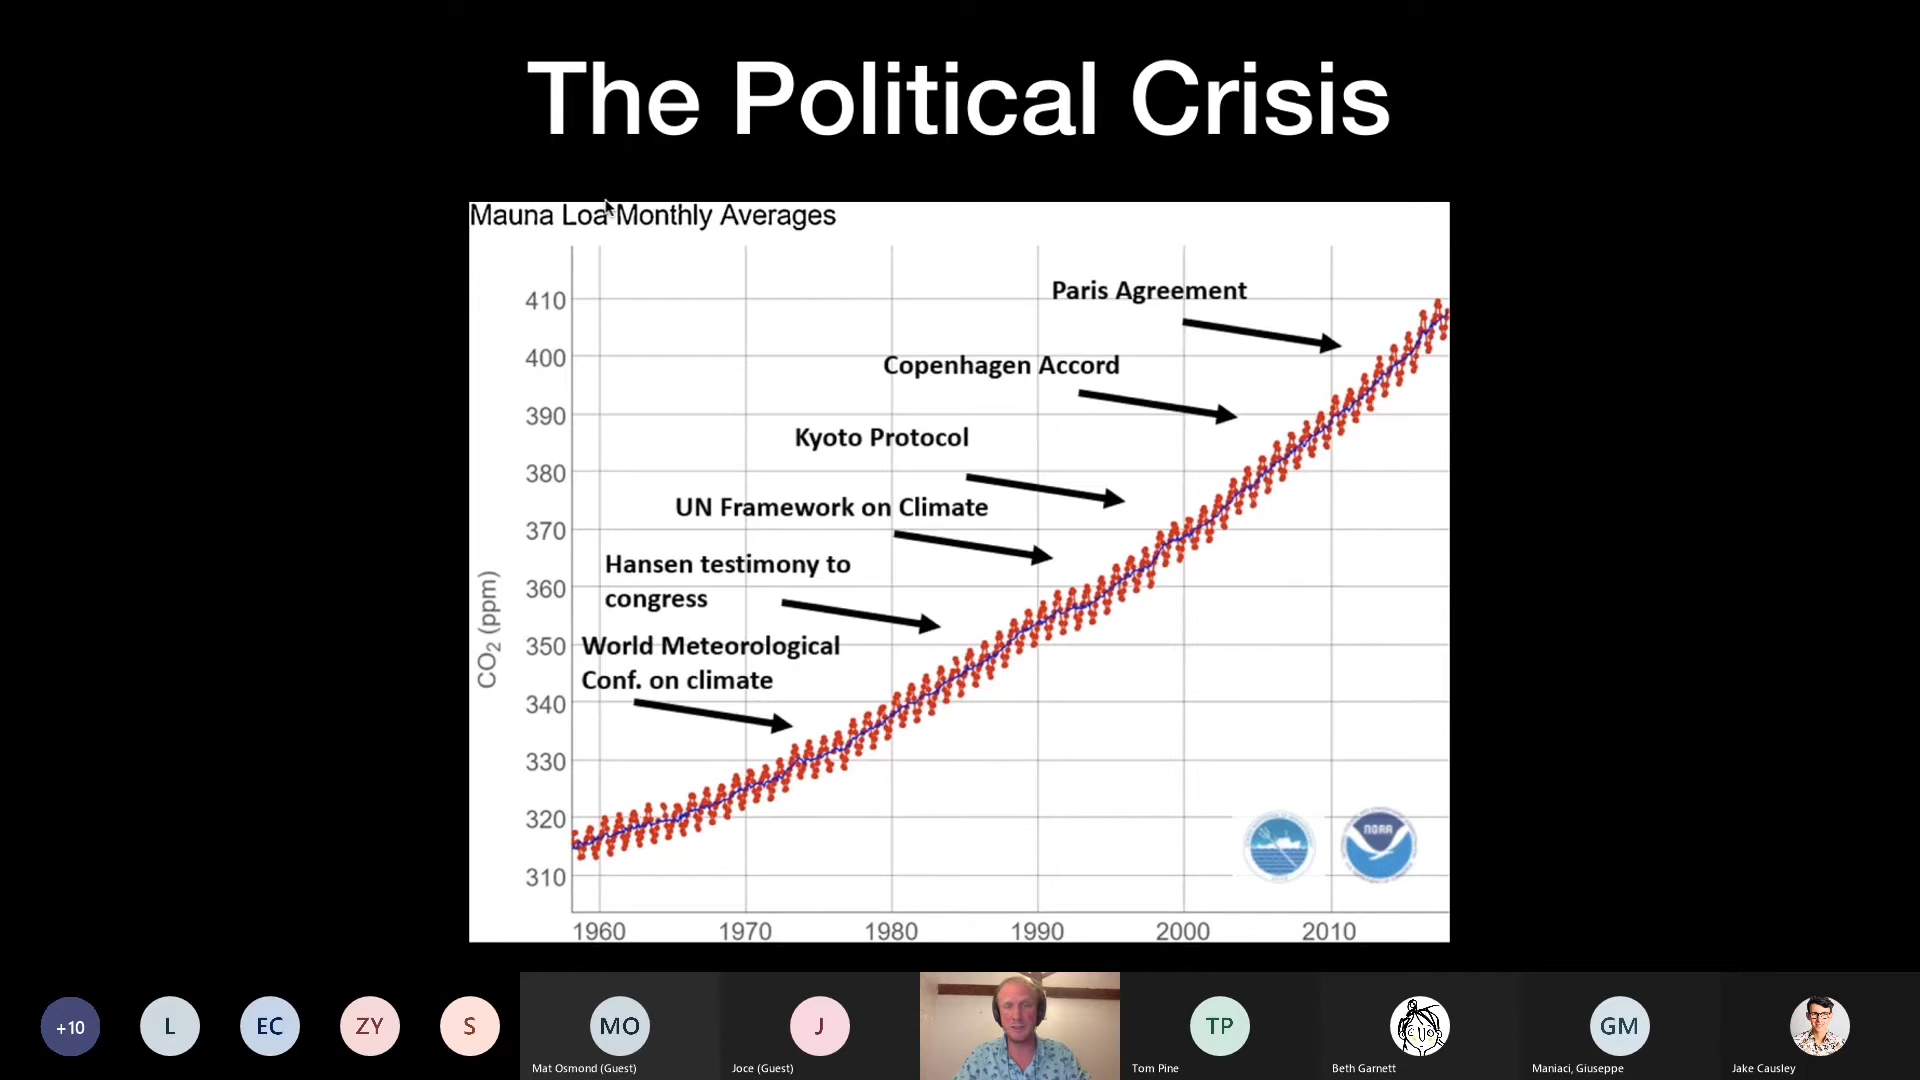 The Political Crisis
Mauna Loa Monthly Averages
Paris Agreement
Copenhagen Accord
Kyoto Protocol
UN Framework on Climate
Hansen testimony to
congress
World Meteorological
Conf. on climate
CO2 (ppm)
410
400
390
380
370
360
350
340
330
320
310
1960 1970 1980 1990 2000 2010
NOAA
+10 L EC ZY S MO J TP GM
Mat Osmond (Guest) Joce (Guest) Tom Pine Beth Garnett Maniaci, Giuseppe Jake Causley